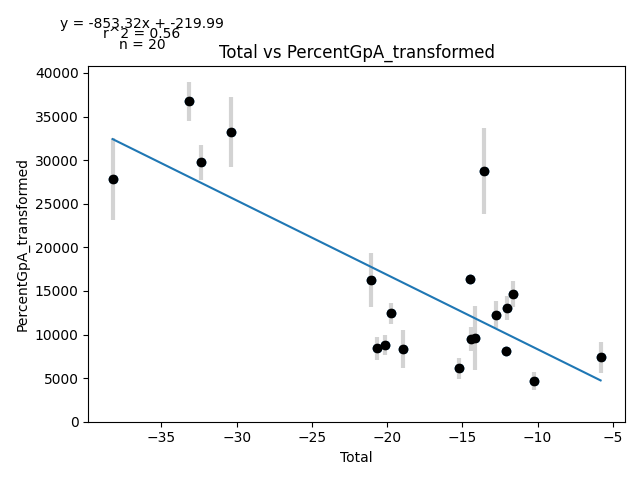 y = -853.32x + -219.99
r^2 = 0.56
n = 20
Total vs PercentGpA_transformed
40000
35000
30000
25000
20000
15000
10000
5000
0
PercentGpA_transformed
−35 −30 −25 −20 −15 −10 −5
Total